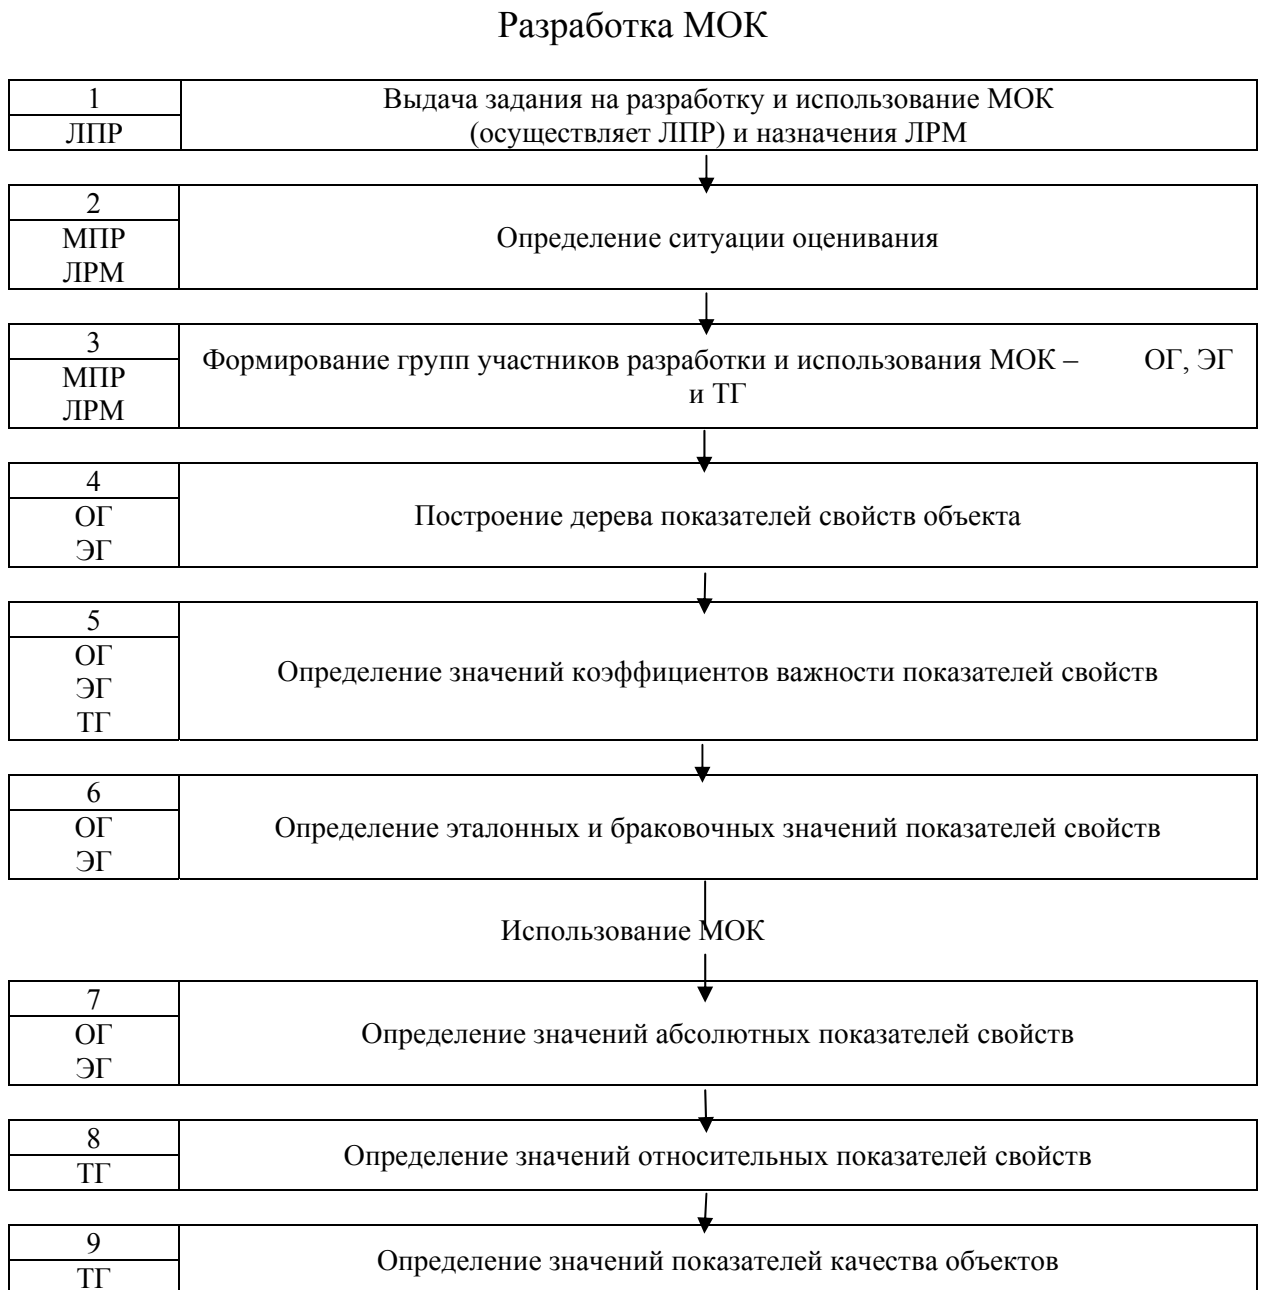 Разработка МОК
1
ЛПР
Выдача задания на разработку и использование МОК
(осуществляет ЛПР) и назначения ЛРМ
2
МПР
ЛРМ
Определение ситуации оценивания
3
МПР
ЛРМ
Формирование групп участников разработки и использования МОК – ОГ, ЭГ
и ТГ
4
ОГ
ЭГ
Построение дерева показателей свойств объекта
5
ОГ
ЭГ
ТГ
Определение значений коэффициентов важности показателей свойств
6
ОГ
ЭГ
Определение эталонных и браковочных значений показателей свойств
Использование МОК
7
ОГ
ЭГ
Определение значений абсолютных показателей свойств
8
ТГ
Определение значений относительных показателей свойств
9
ТГ
Определение значений показателей качества объектов